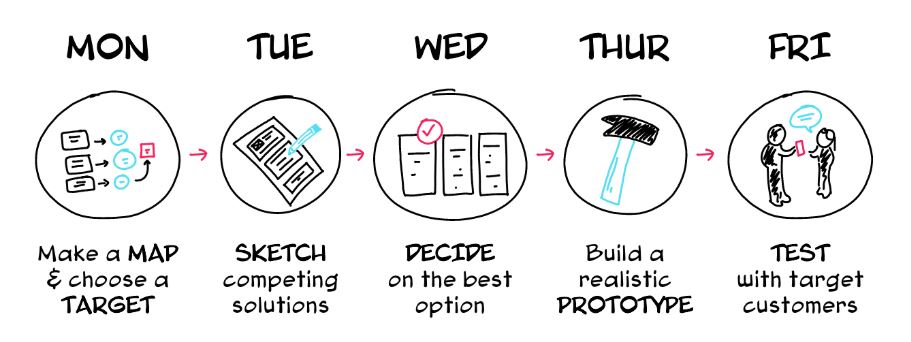 MON
TUE
WED
THUR
FRI
Make a MAP
& choose a
TARGET
SKETCH
competing
solutions
DECIDE
on the best
option
Build a
realistic
PROTOTYPE
TEST
with target
customers